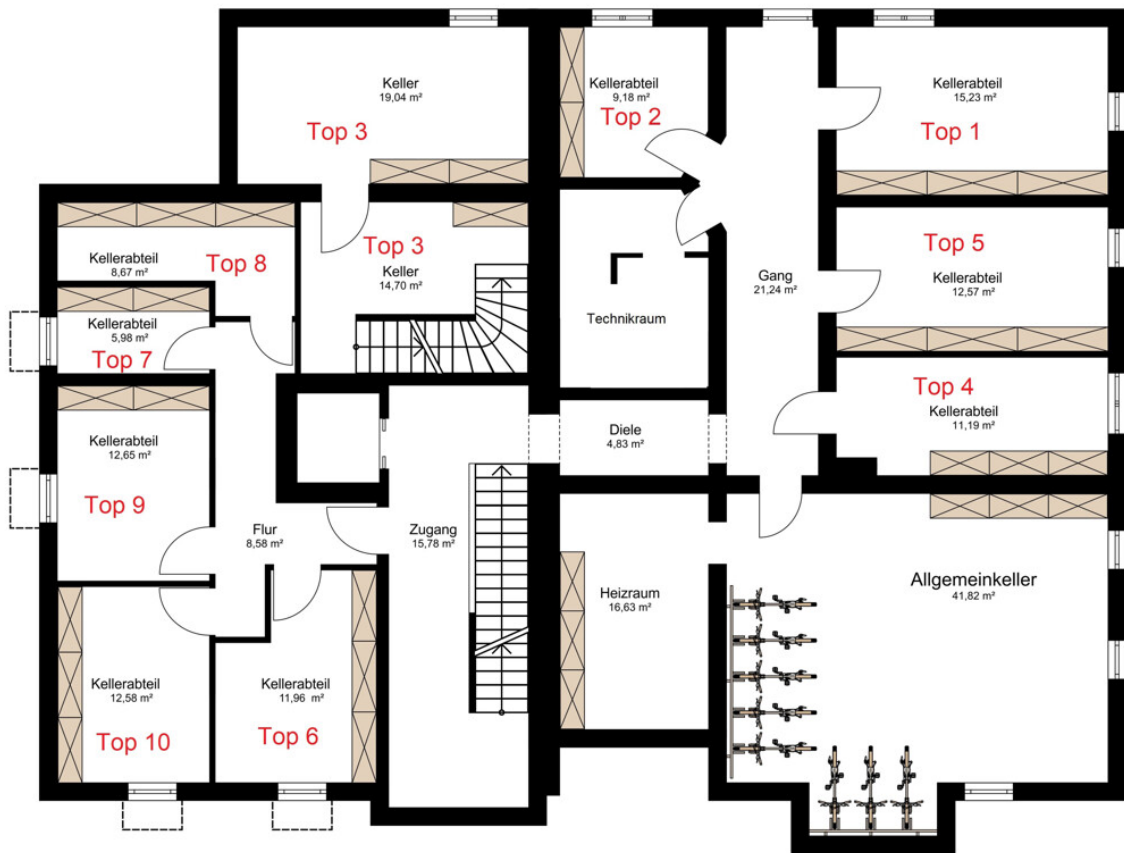 Keller
19,04 m²
Top 3
Kellerabteil
9,18 m²
Top 2
Kellerabteil
15,23 m²
Top 1
Kellerabteil
8,67 m²
Top 8
Top 3
Keller
14,70 m²
Gang
21,24 m²
Top 5
Kellerabteil
12,57 m²
Kellerabteil
5,98 m²
Top 7
Technikraum
Top 4
Kellerabteil
11,19 m²
Kellerabteil
12,65 m²
Top 9
Diele
4,83 m²
Flur
8,58 m²
Zugang
15,78 m²
Heizraum
16,63 m²
Allgemeinkeller
41,82 m²
Kellerabteil
12,58 m²
Top 10
Kellerabteil
11,96 m²
Top 6